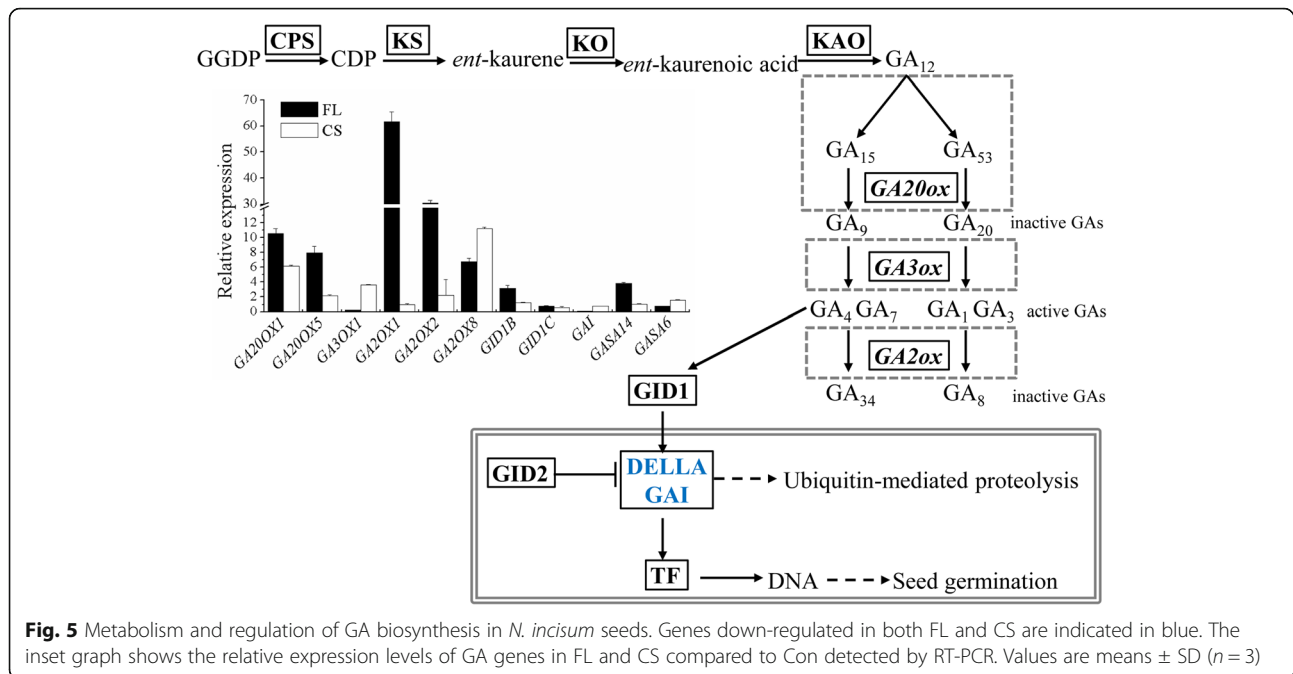 CPS KS KO KAO
GGDP CDP ent-kaurene ent-kaurenoic acid GA12
70
60
50
40
30
12
10
8
6
4
2
0
Relative expression
FL
CS
GA20OX1 GA20OX5 GA3OX1 GA2OX1 GA2OX2 GA2OX8 GID1B GID1C GAI GASA14 GASA6
GA15 GA53
GA20ox
GA9 GA20 inactive GAs
GA3ox
GA4 GA7 GA1 GA3 active GAs
GA2ox
GA34 GA8 inactive GAs
GID1
GID2 DELLA
GAI
Ubiquitin-mediated proteolysis
TF DNA Seed germination
Fig. 5 Metabolism and regulation of GA biosynthesis in N. incisum seeds. Genes down-regulated in both FL and CS are indicated in blue. The
inset graph shows the relative expression levels of GA genes in FL and CS compared to Con detected by RT-PCR. Values are means ± SD (n = 3)